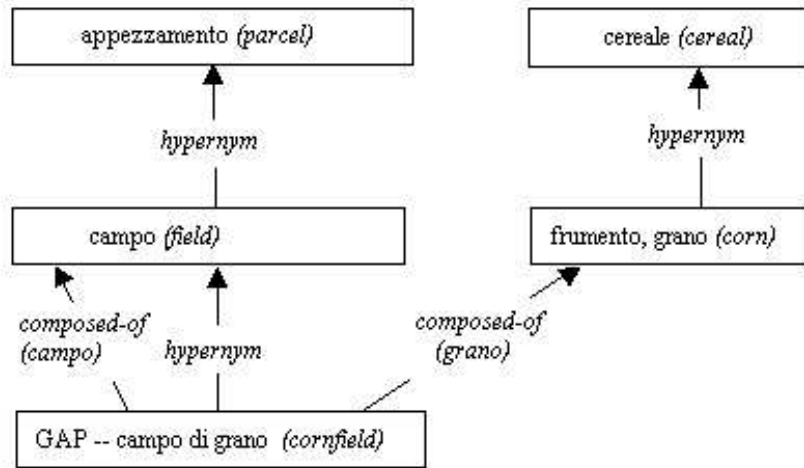 appezzamento (parcel)
cereale (cereal)
hypernym
hypernym
campo (field)
frumento, grano (corn)
composed-of
(campo)
hypernym
composed-of
(grano)
GAP -- campo di grano (cornfield)